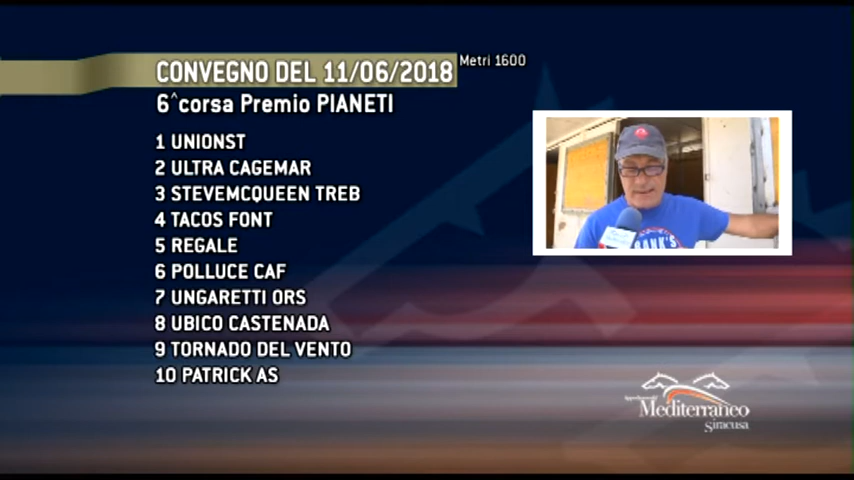 CONVEGNO DEL 11/06/2018 Metri 1600
6^corsa Premio PIANETI
1 UNIONST
2 ULTRA CAGEMAR
3 STEVEMCQUEEN TREB
4 TACOS FONT
5 REGALE
6 POLLUCE CAF
7 UNGARETTI ORS
8 UBICO CASTENADA
9 TORNADO DEL VENTO
10 PATRICK AS
Mediterraneo
Siracusa